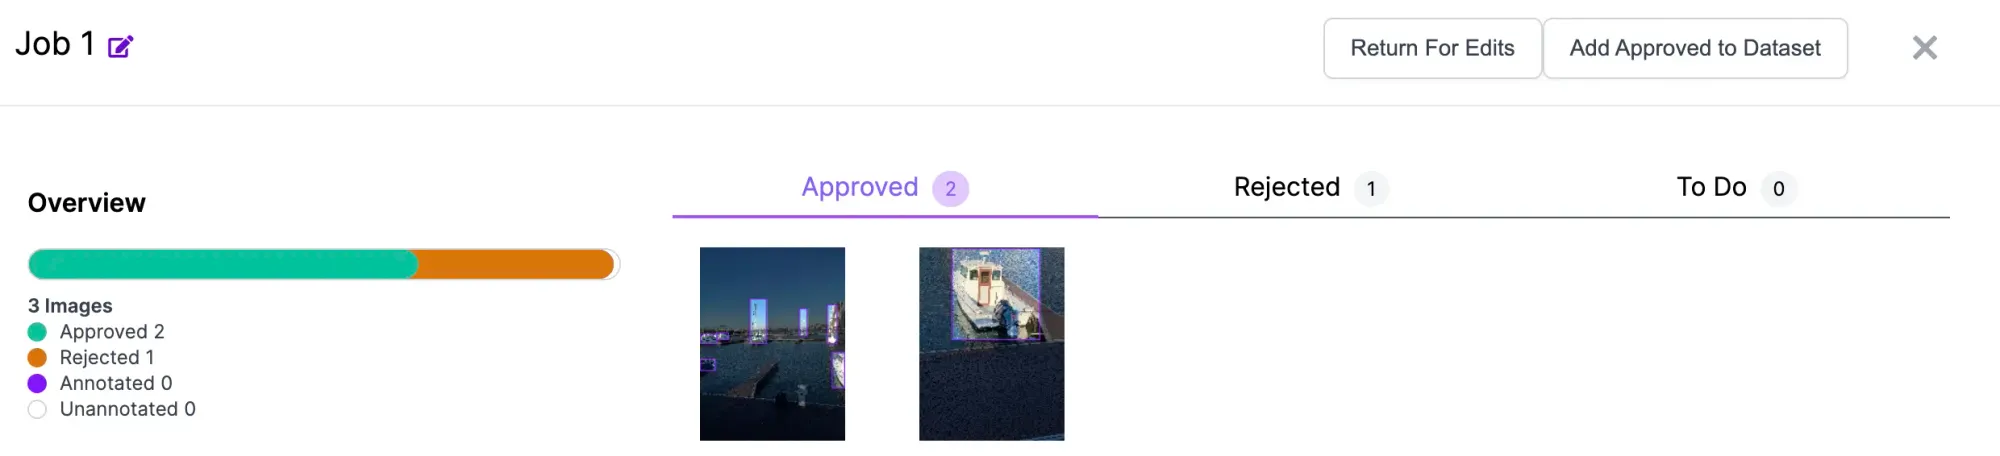 Job 1
Return For Edits
Add Approved to Dataset
Overview
3 Images
Approved 2
Rejected 1
Annotated 0
Unannotated 0
Approved 2
Rejected 1
To Do 0